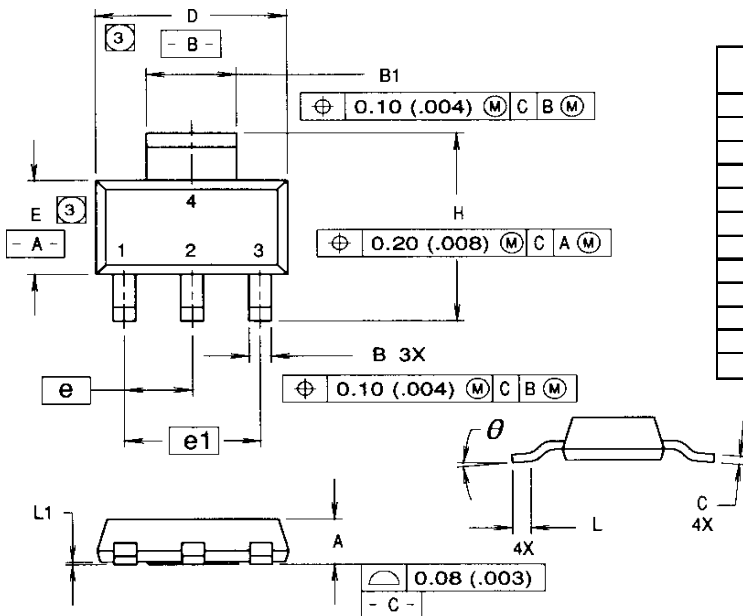 D
3
- B -
B1
⌖ 0.10 (.004) Ⓜ C B Ⓜ
4
E 3
- A -
H
⌖ 0.20 (.008) Ⓜ C A Ⓜ
1 2 3
B 3X
e
⌖ 0.10 (.004) Ⓜ C B Ⓜ
e1
θ
L1
A
C
4X
L
4X
⌓ 0.08 (.003)
- C -